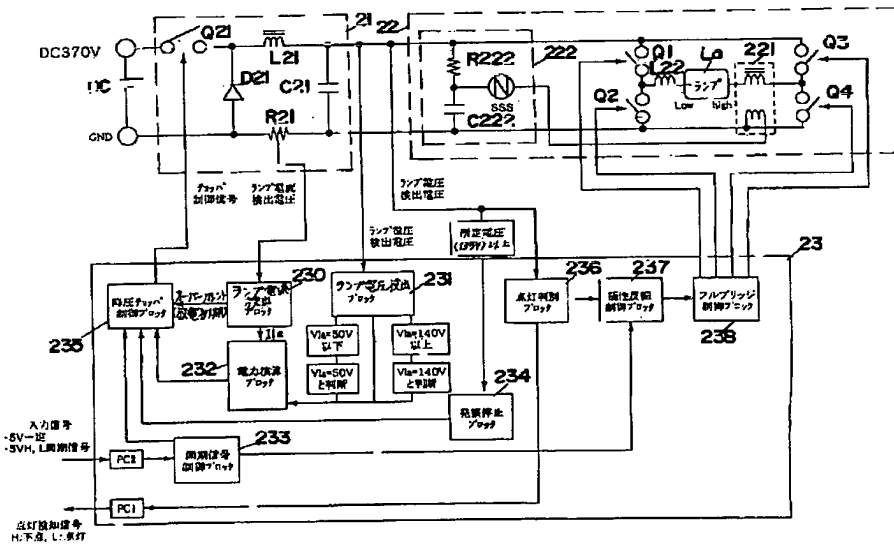 21
22
DC370V
Q21
L21
D21
C21
R21
DC
GND
R222
222
SSS
C222
Q1
L22
La
ランプ
Low
high
221
Q3
Q2
Q4
チョッパ
制御信号
ランプ電流
検出電圧
ランプ電圧
検出電圧
ランプ電圧
検出電圧
所定電圧
以上
23
235
降圧チョッパ
制御ブロック
230
ランプ電流
検出
ブロック
Ila
231
ランプ電圧検出
ブロック
232
電力演算
ブロック
Vla=50V
以下
Vla=50V
と判断
Vla=140V
以上
Vla=140V
と判断
234
発振停止
ブロック
236
点灯判別
ブロック
237
極性反転
制御ブロック
238
フルブリッジ
制御ブロック
入力信号
・5V一定
・5VH, L同期信号
PC2
233
同期信号
制御ブロック
PC1
点灯検知信号
H:不点, L:点灯